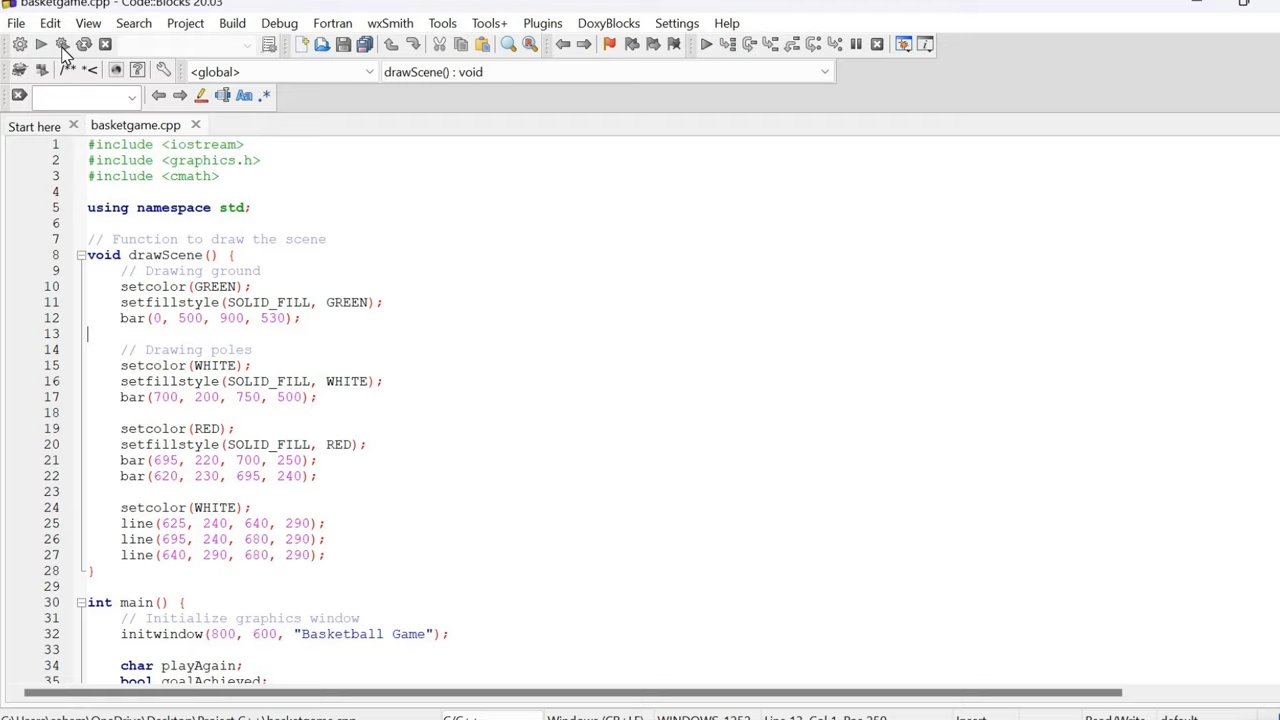 basketgame.cpp - Code::Blocks 20.03
File Edit View Search Project Build Debug Fortran wxSmith Tools Tools+ Plugins DoxyBlocks Settings Help
/** *<
<global> drawScene() : void
Aa .*
Start here basketgame.cpp
1 #include <iostream>
2 #include <graphics.h>
3 #include <cmath>
4
5 using namespace std;
6
7 // Function to draw the scene
8 void drawScene() {
9 // Drawing ground
10 setcolor(GREEN);
11 setfillstyle(SOLID_FILL, GREEN);
12 bar(0, 500, 900, 530);
13
14 // Drawing poles
15 setcolor(WHITE);
16 setfillstyle(SOLID_FILL, WHITE);
17 bar(700, 200, 750, 500);
18
19 setcolor(RED);
20 setfillstyle(SOLID_FILL, RED);
21 bar(695, 220, 700, 250);
22 bar(620, 230, 695, 240);
23
24 setcolor(WHITE);
25 line(625, 240, 640, 290);
26 line(695, 240, 680, 290);
27 line(640, 290, 680, 290);
28 }
29
30 int main() {
31 // Initialize graphics window
32 initwindow(800, 600, "Basketball Game");
33
34 char playAgain;
35 bool goalAchieved;